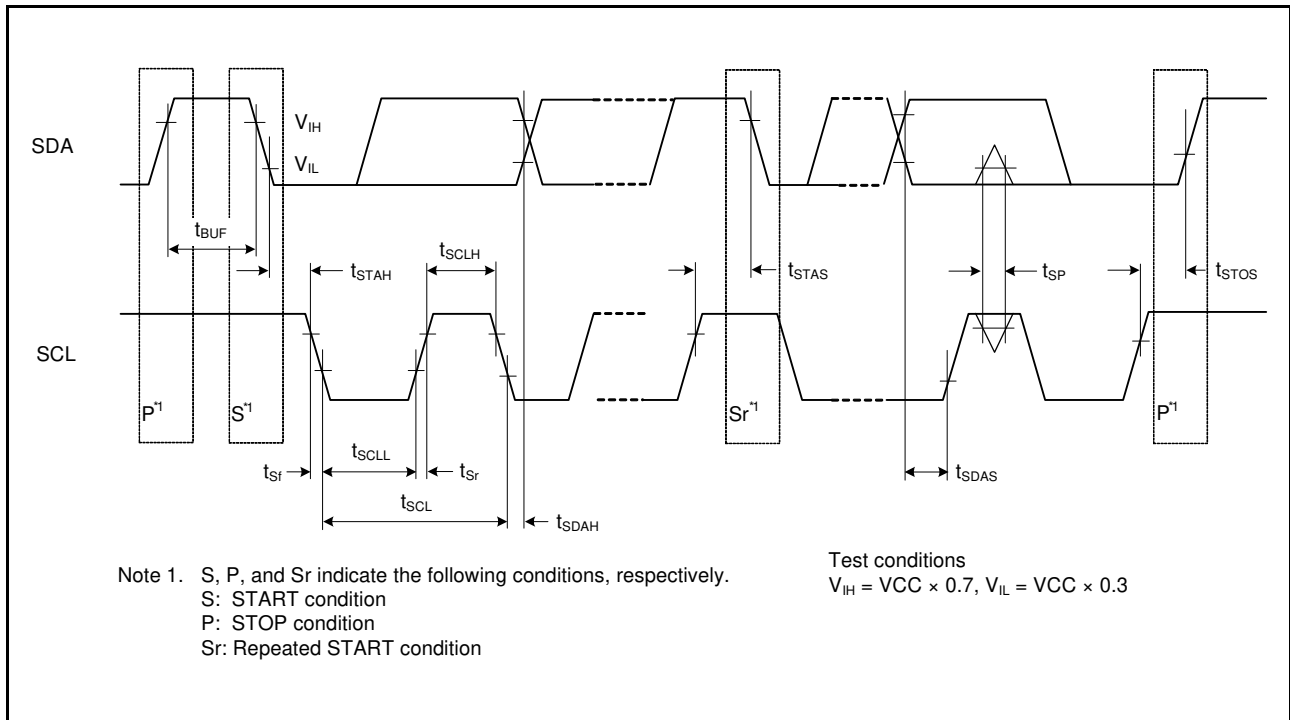 SDA
V_IH
V_IL
t_BUF
t_STAH
t_SCLH
t_STAS
t_SP
t_STOS
SCL
P*1
S*1
Sr*1
P*1
t_Sf
t_SCLL
t_Sr
t_SDAS
t_SCL
t_SDAH
Note 1. S, P, and Sr indicate the following conditions, respectively.
S: START condition
P: STOP condition
Sr: Repeated START condition
Test conditions
V_IH = VCC × 0.7, V_IL = VCC × 0.3